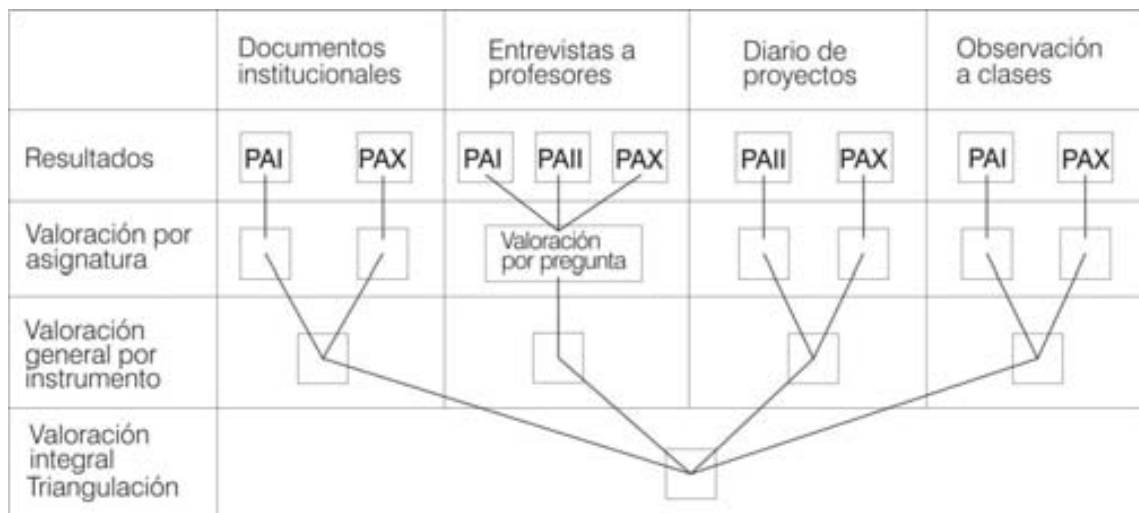 Documentos
institucionales
Entrevistas a
profesores
Diario de
proyectos
Observación
a clases
Resultados
PAI
PAX
PAI
PAII
PAX
PAII
PAX
PAI
PAX
Valoración por
asignatura
Valoración
por pregunta
Valoración
general por
instrumento
Valoración
integral
Triangulación